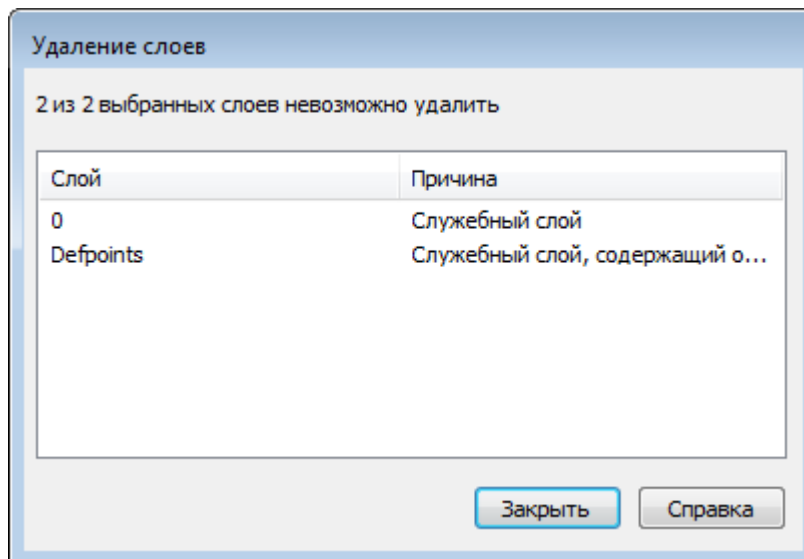 Удаление слоев
2 из 2 выбранных слоев невозможно удалить
Слой Причина
0 Служебный слой
Defpoints Служебный слой, содержащий о...
Закрыть Справка